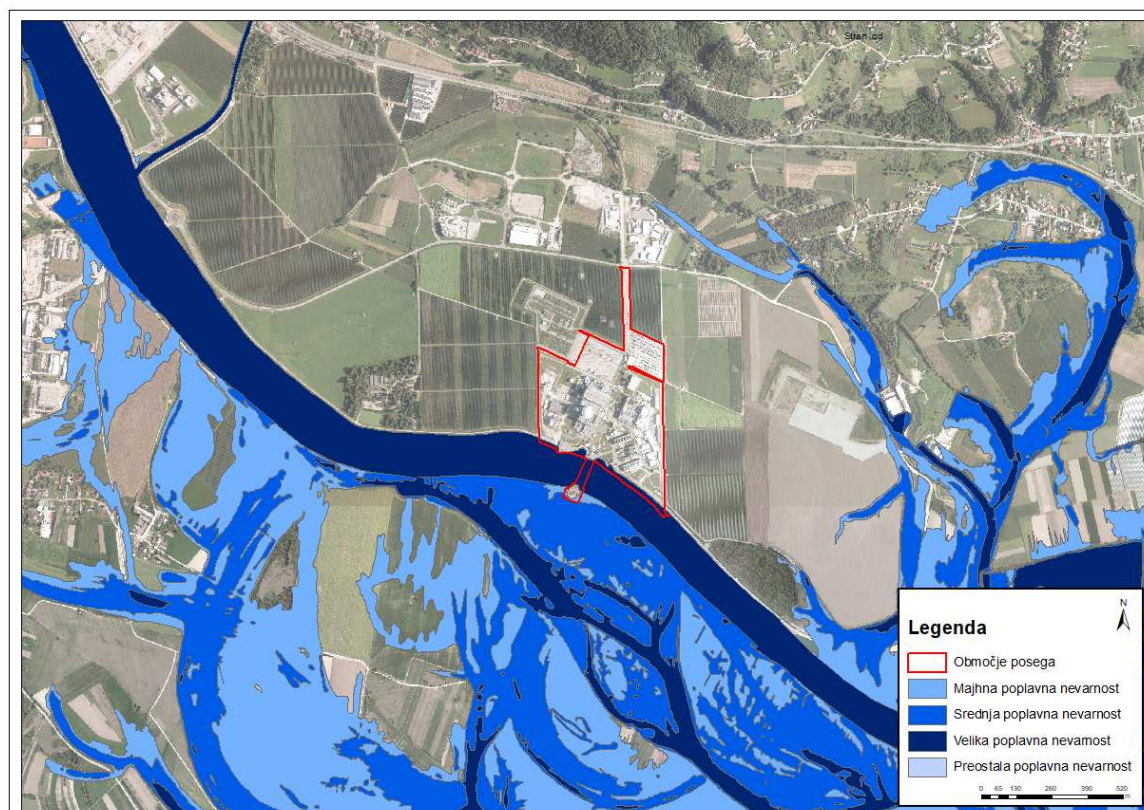 N
Legenda
Območje posega
Majhna poplavna nevarnost
Srednja poplavna nevarnost
Velika poplavna nevarnost
Preostala poplavna nevarnost
0 65 130 260 390 520